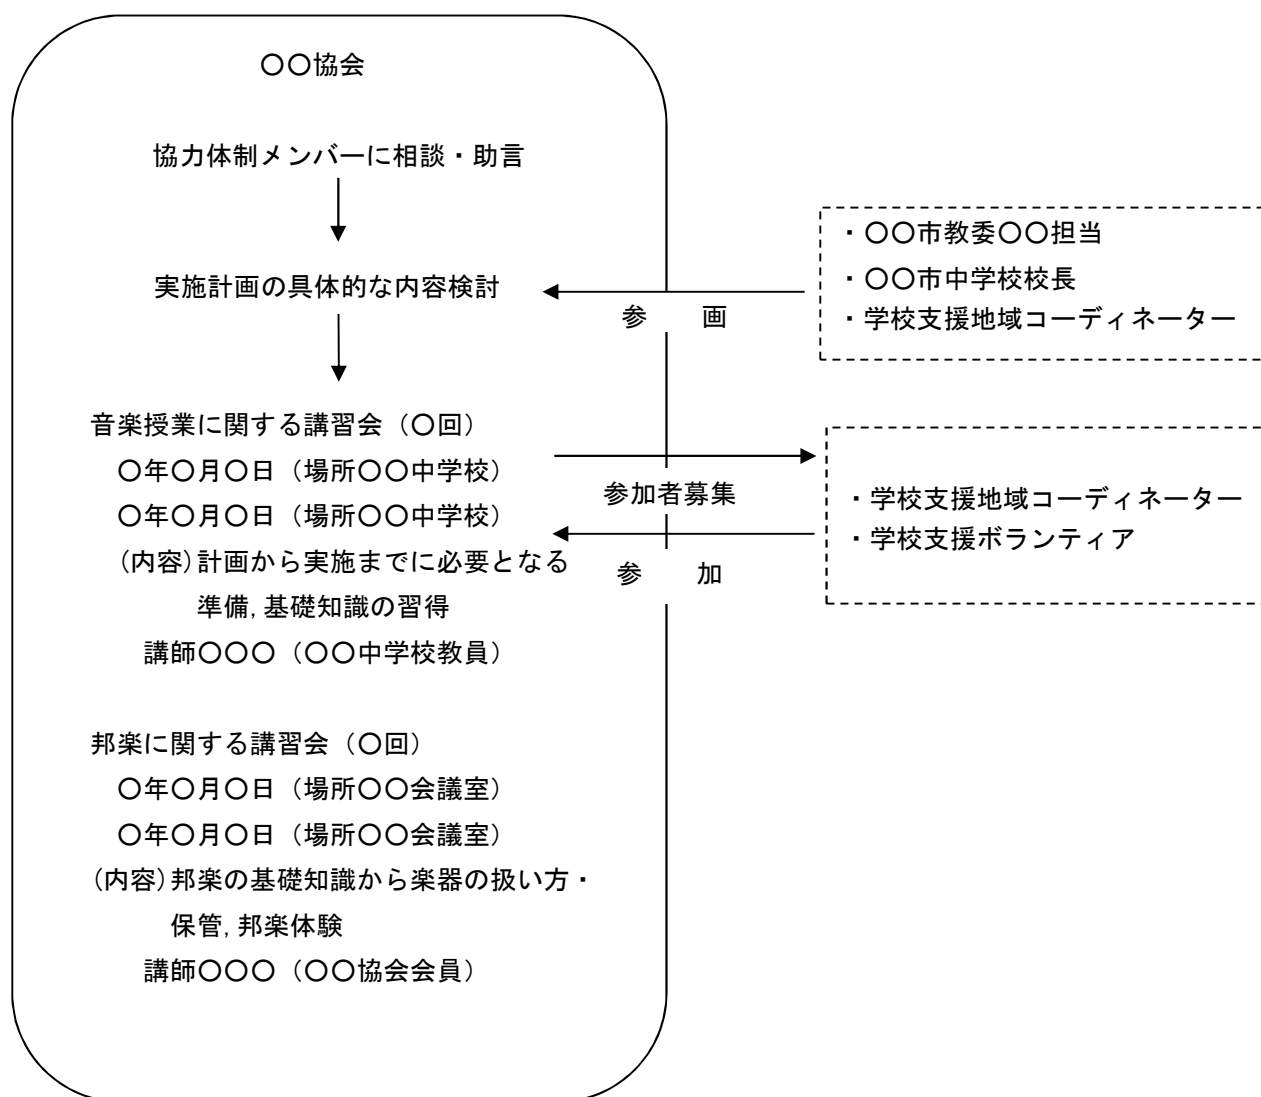 〇〇協会
協力体制メンバーに相談・助言
実施計画の具体的な内容検討
参　画
・〇〇市教委〇〇担当
・〇〇市中学校校長
・学校支援地域コーディネーター
音楽授業に関する講習会（〇回）
〇年〇月〇日（場所〇〇中学校）
〇年〇月〇日（場所〇〇中学校）
（内容）計画から実施までに必要となる
準備，基礎知識の習得
講師〇〇〇（〇〇中学校教員）
参加者募集
参　加
・学校支援地域コーディネーター
・学校支援ボランティア
邦楽に関する講習会（〇回）
〇年〇月〇日（場所〇〇会議室）
〇年〇月〇日（場所〇〇会議室）
（内容）邦楽の基礎知識から楽器の扱い方・
保管，邦楽体験
講師〇〇〇（〇〇協会会員）